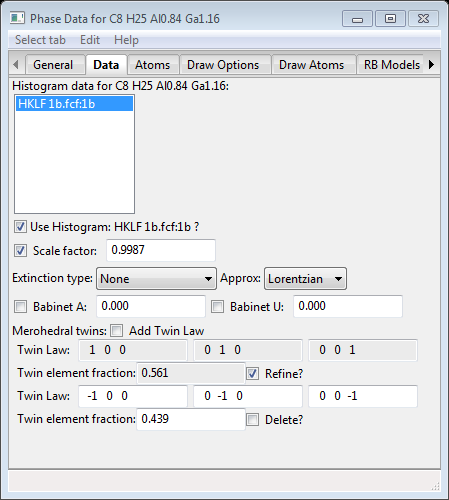 Phase Data for C8 H25 Al0.84 Ga1.16
Select tab Edit Help
General Data Atoms Draw Options Draw Atoms RB Models
Histogram data for C8 H25 Al0.84 Ga1.16:
HKLF 1b.fcf:1b
Use Histogram: HKLF 1b.fcf:1b ?
Scale factor: 0.9987
Extinction type: None Approx: Lorentzian
Babinet A: 0.000 Babinet U: 0.000
Merohedral twins: Add Twin Law
Twin Law: 1 0 0 0 1 0 0 0 1
Twin element fraction: 0.561 Refine?
Twin Law: -1 0 0 0 -1 0 0 0 -1
Twin element fraction: 0.439 Delete?